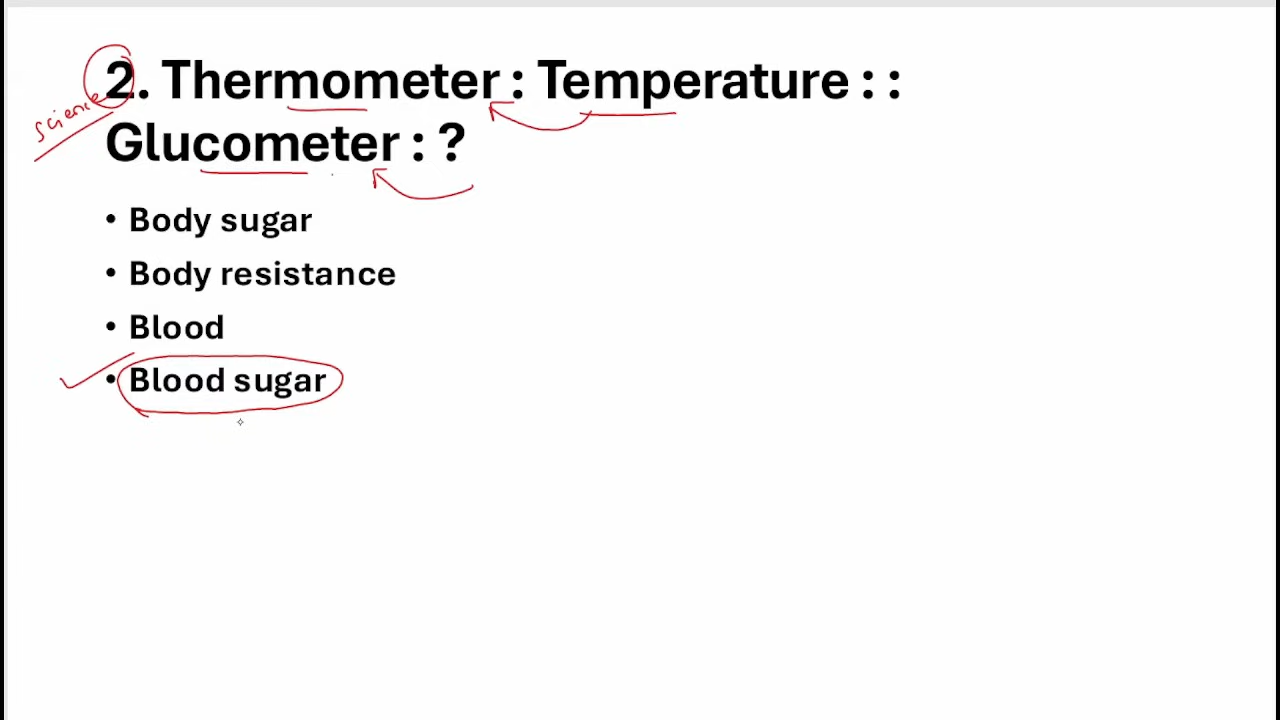 2. Thermometer : Temperature : :
Science
Glucometer : ?
• Body sugar
• Body resistance
• Blood
• Blood sugar